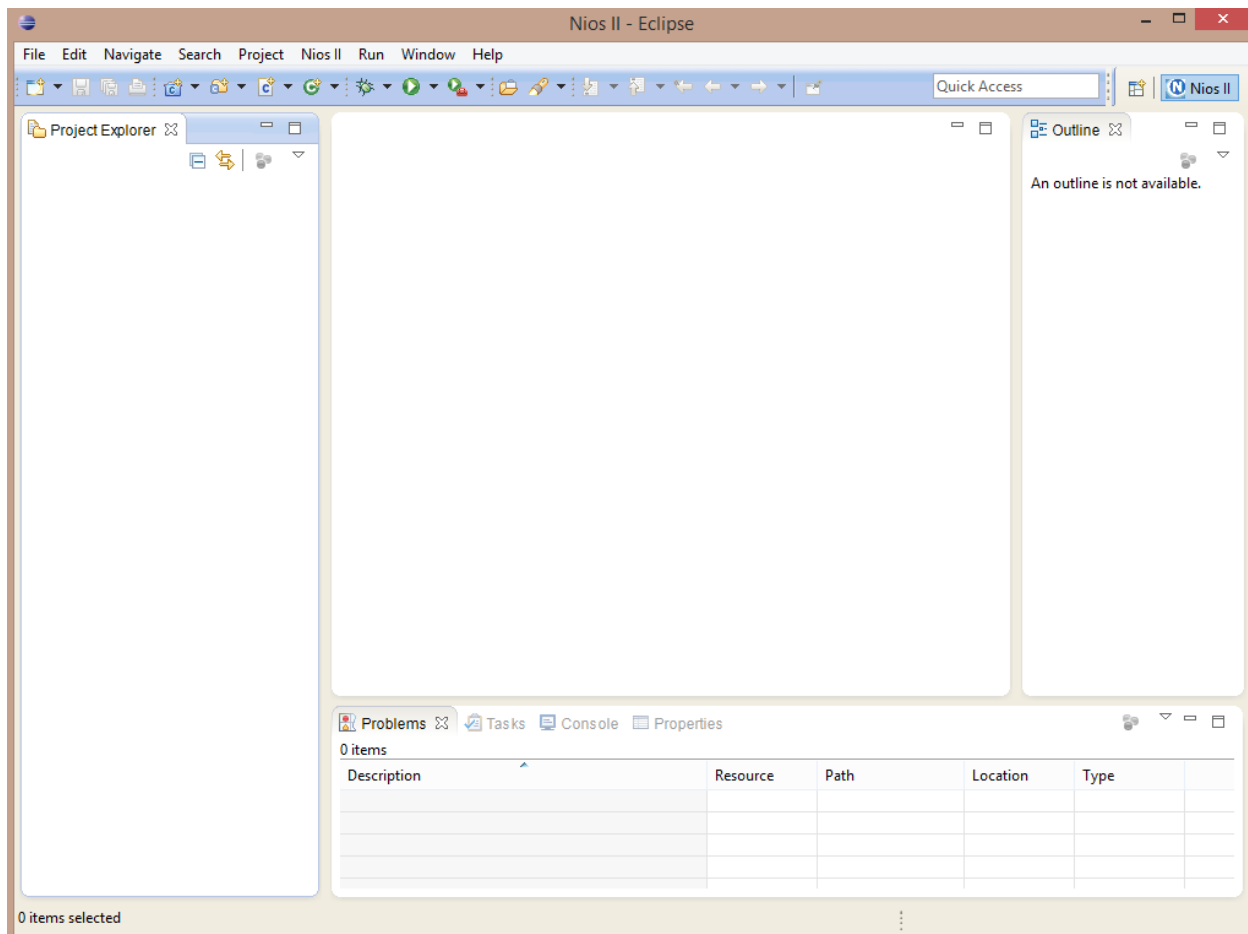 Nios II - Eclipse
File Edit Navigate Search Project Nios II Run Window Help
Quick Access
Nios II
Project Explorer
Outline
An outline is not available.
Problems Tasks Console Properties
0 items
Description Resource Path Location Type
0 items selected